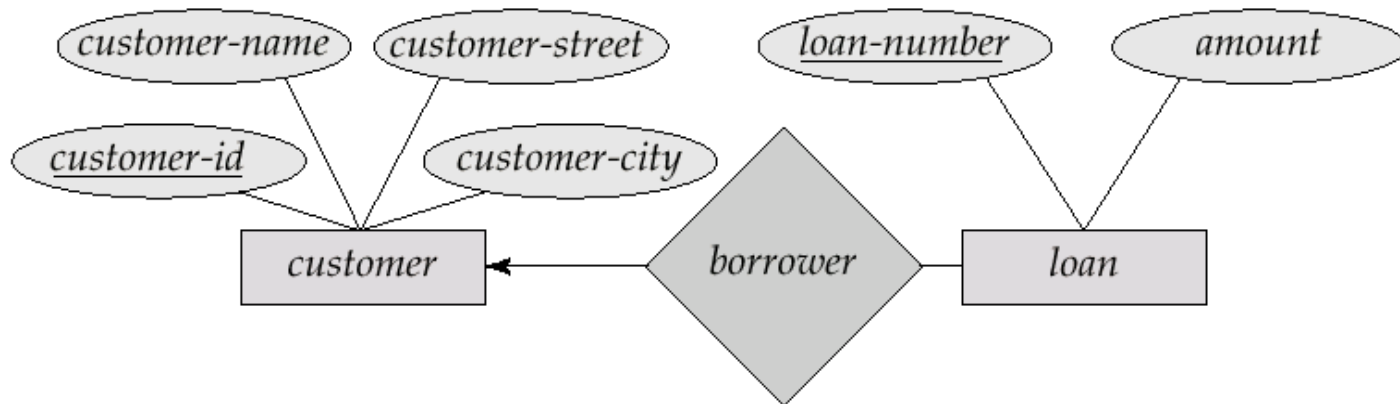 customer-name
customer-street
loan-number
amount
customer-id
customer-city
customer
borrower
loan